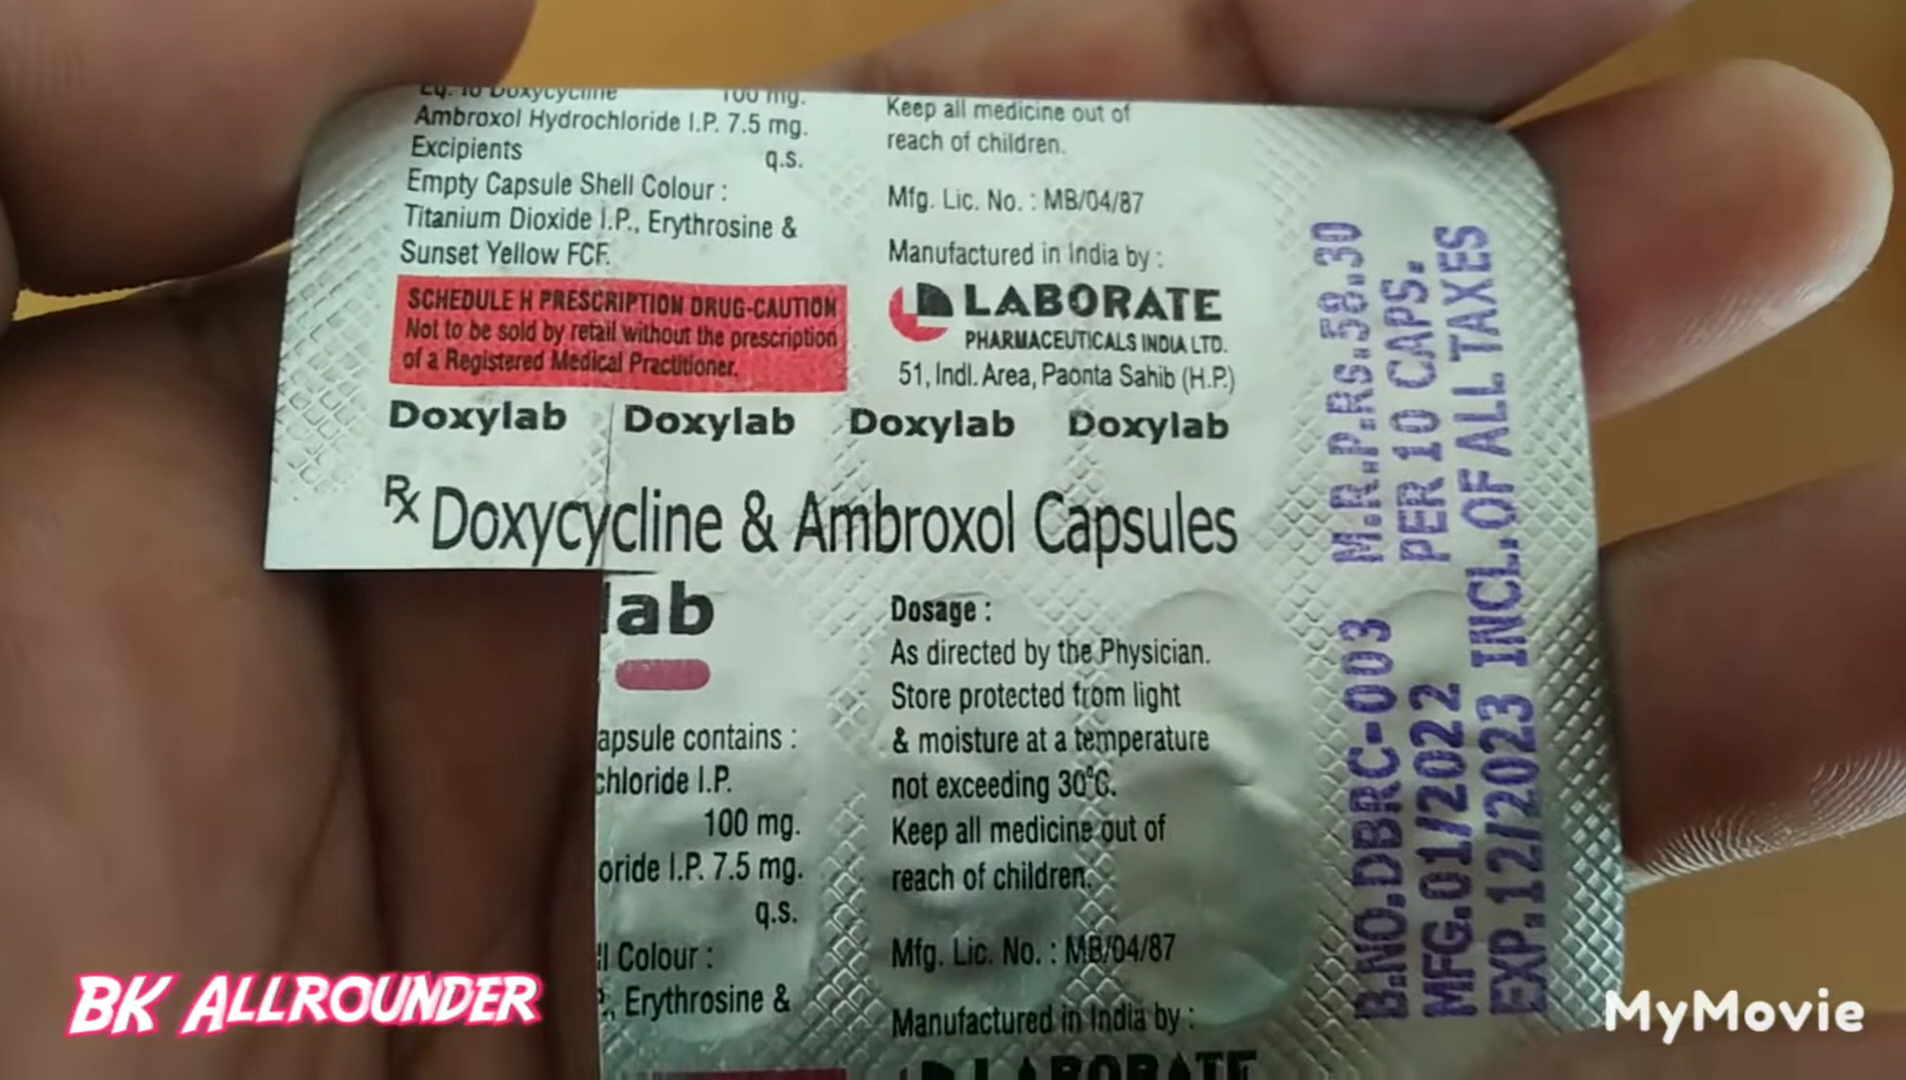 Eq. to Doxycycline 100 mg.
Ambroxol Hydrochloride I.P. 7.5 mg.
Excipients q.s.
Empty Capsule Shell Colour :
Titanium Dioxide I.P., Erythrosine &
Sunset Yellow FCF.
SCHEDULE H PRESCRIPTION DRUG-CAUTION
Not to be sold by retail without the prescription
of a Registered Medical Practitioner.
Keep all medicine out of
reach of children.
Mfg. Lic. No. : MB/04/87
Manufactured in India by :
LABORATE
PHARMACEUTICALS INDIA LTD.
51, Indl. Area, Paonta Sahib (H.P.)
Doxylab Doxylab Doxylab Doxylab
Rx Doxycycline & Ambroxol Capsules
lab
apsule contains :
chloride I.P.
100 mg.
oride I.P. 7.5 mg.
q.s.
ll Colour :
., Erythrosine &
Dosage :
As directed by the Physician.
Store protected from light
& moisture at a temperature
not exceeding 30°C.
Keep all medicine out of
reach of children.
Mfg. Lic. No. : MB/04/87
Manufactured in India by :
LABORATE
B.NO.DBRC-003 M.R.P.Rs.58.30
MFG.01/2022 PER 10 CAPS.
EXP.12/2023 INCL.OF ALL TAXES
BK ALLROUNDER
MyMovie